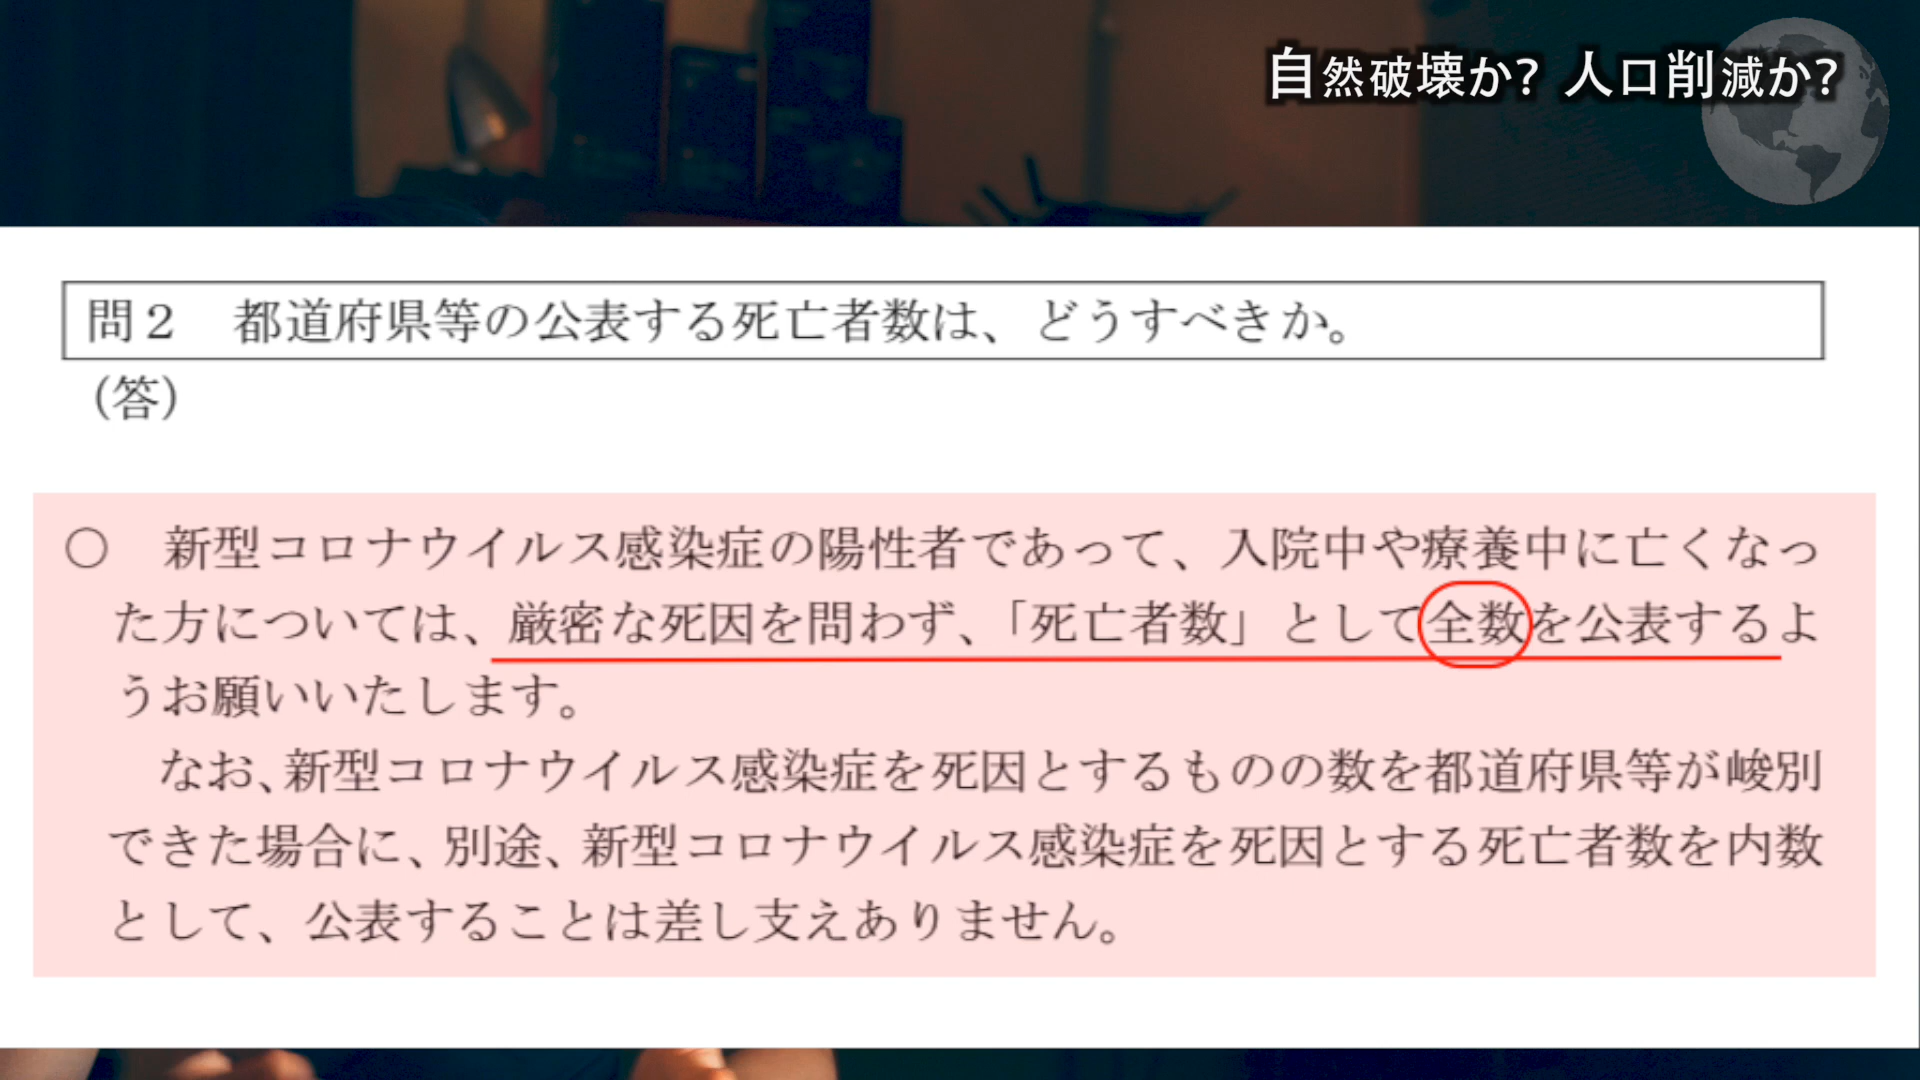 自然破壊か? 人口削減か?
問２　都道府県等の公表する死亡者数は、どうすべきか。
(答)
○　新型コロナウイルス感染症の陽性者であって、入院中や療養中に亡くなっ
た方については、厳密な死因を問わず、「死亡者数」として全数を公表するよ
うお願いいたします。
なお、新型コロナウイルス感染症を死因とするものの数を都道府県等が峻別
できた場合に、別途、新型コロナウイルス感染症を死因とする死亡者数を内数
として、公表することは差し支えありません。